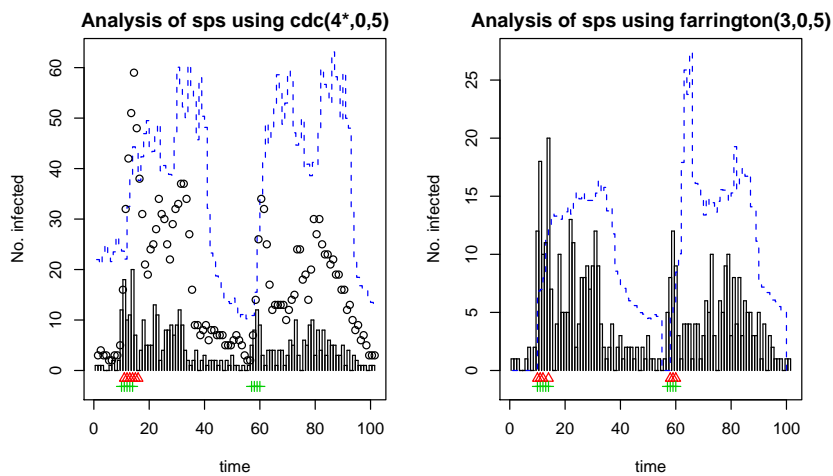 Analysis of sps using cdc(4*,0,5)
No. infected
60
50
40
30
20
10
0
0 20 40 60 80 100
time
Analysis of sps using farrington(3,0,5)
No. infected
25
20
15
10
5
0
0 20 40 60 80 100
time